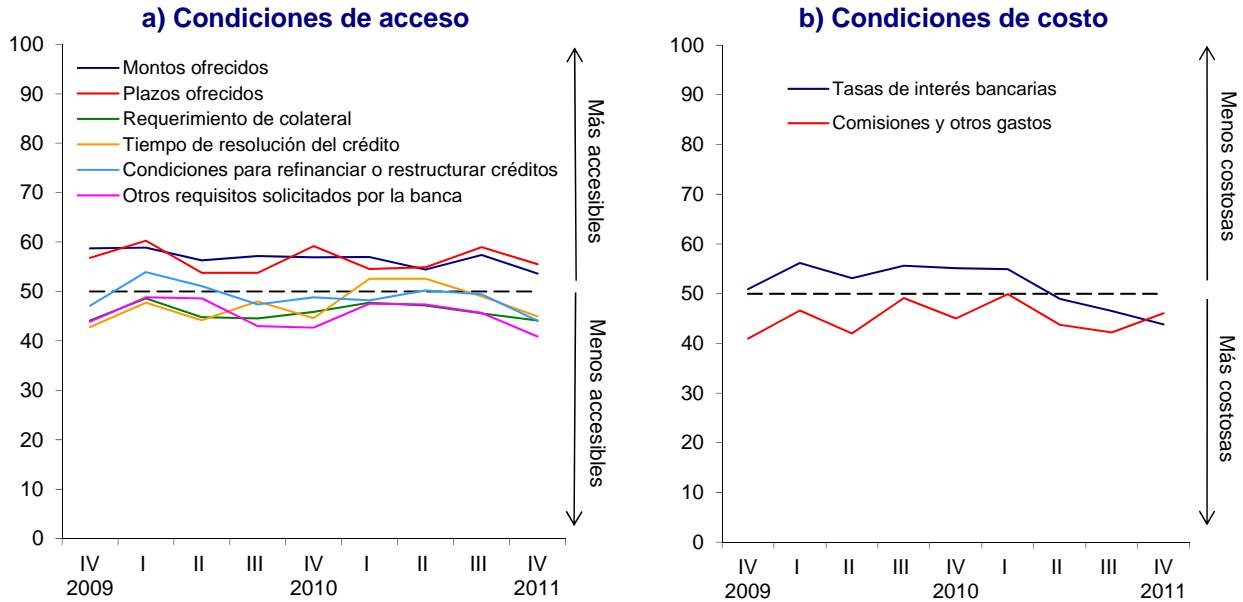 a) Condiciones de acceso
100
90
80
70
60
50
40
30
20
10
0
Montos ofrecidos
Plazos ofrecidos
Requerimiento de colateral
Tiempo de resolución del crédito
Condiciones para refinanciar o restructurar créditos
Otros requisitos solicitados por la banca
Más accesibles
Menos accesibles
IV I II III IV I II III IV
2009 2010 2011
b) Condiciones de costo
100
90
80
70
60
50
40
30
20
10
0
Tasas de interés bancarias
Comisiones y otros gastos
Menos costosas
Más costosas
IV I II III IV I II III IV
2009 2010 2011